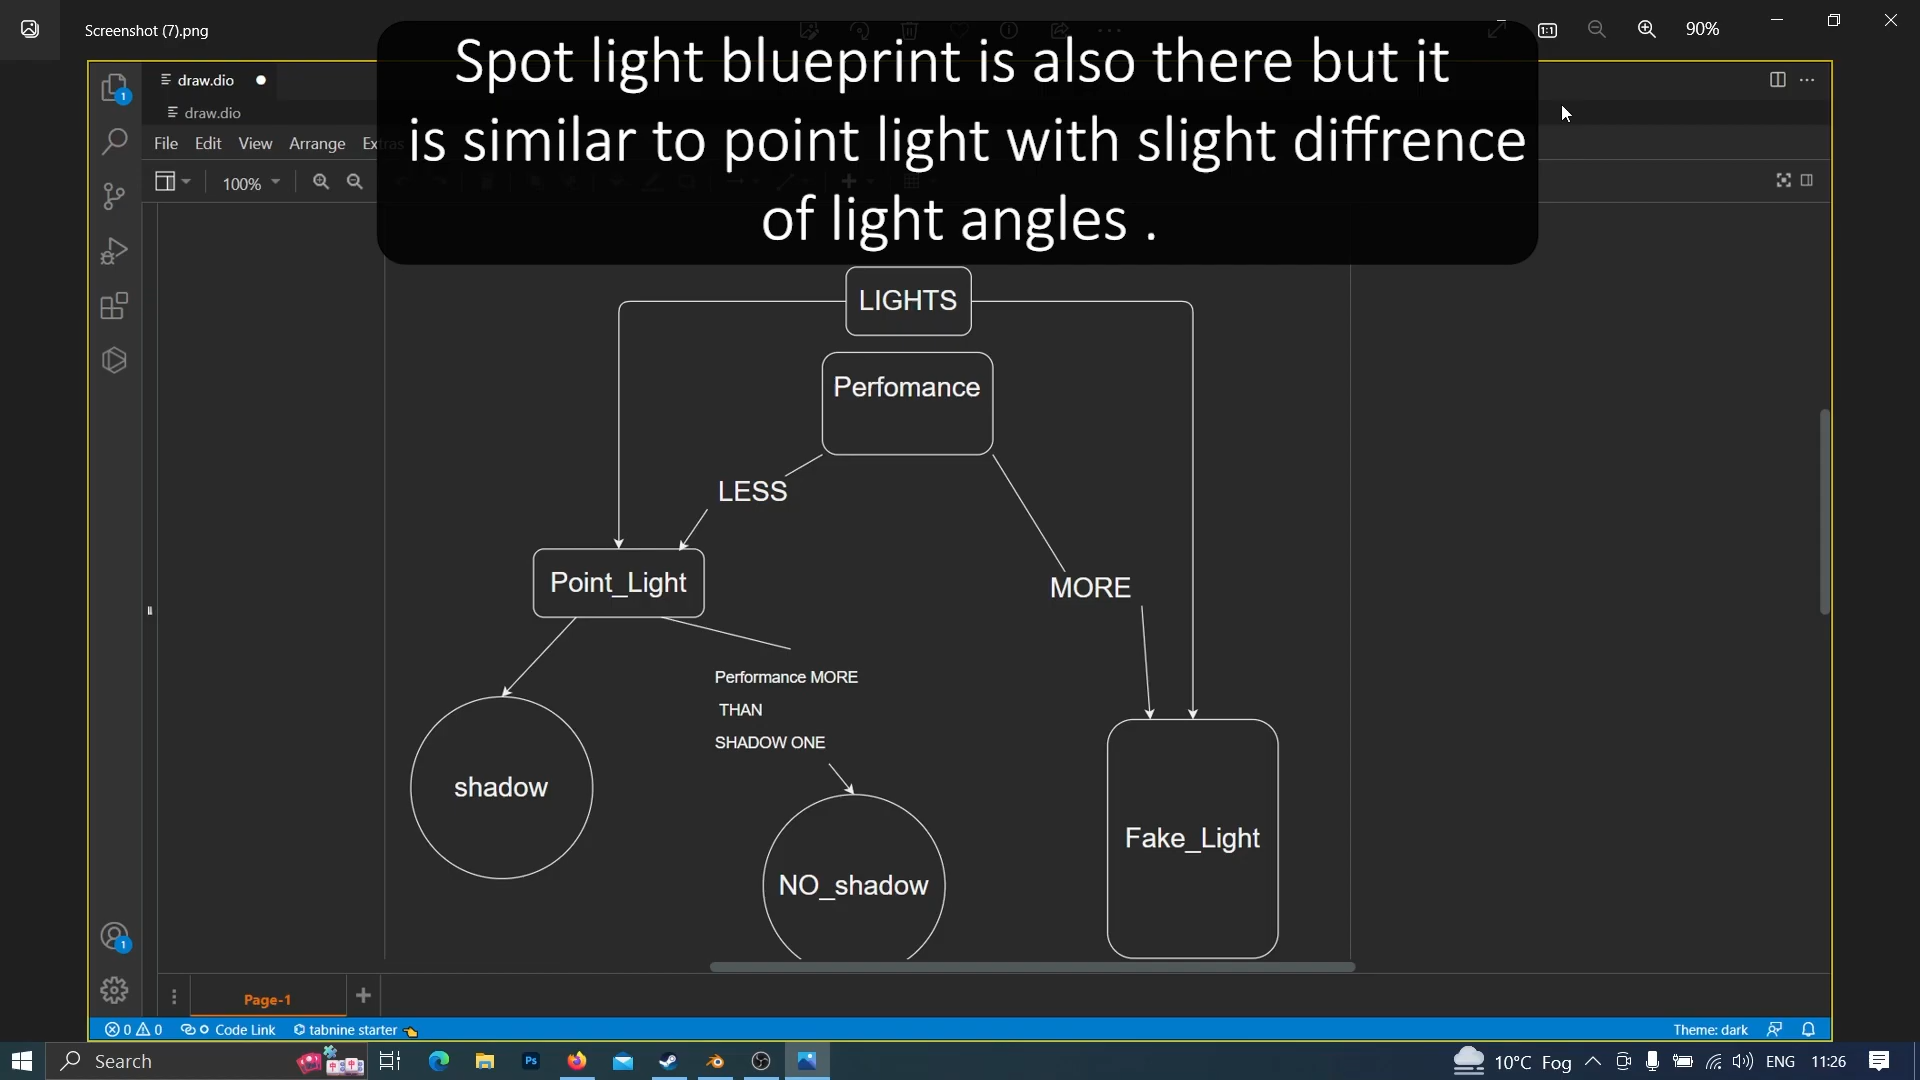 Screenshot (7).png
90%
Spot light blueprint is also there but it
is similar to point light with slight diffrence
of light angles .
draw.dio
draw.dio
File Edit View Arrange Extras
100%
LIGHTS
Perfomance
LESS
Point_Light
MORE
Performance MORE
THAN
SHADOW ONE
shadow
Fake_Light
NO_shadow
Page-1
0 0 Code Link tabnine starter
Theme: dark
Search
10°C Fog
ENG
11:26